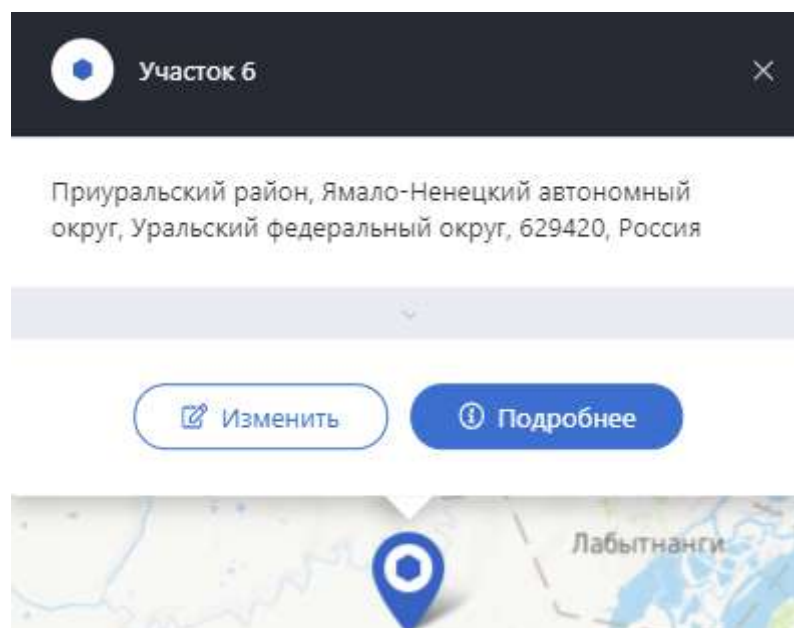 Участок 6
Приуральский район, Ямало-Ненецкий автономный
округ, Уральский федеральный округ, 629420, Россия
Изменить
Подробнее
Лабытнанги